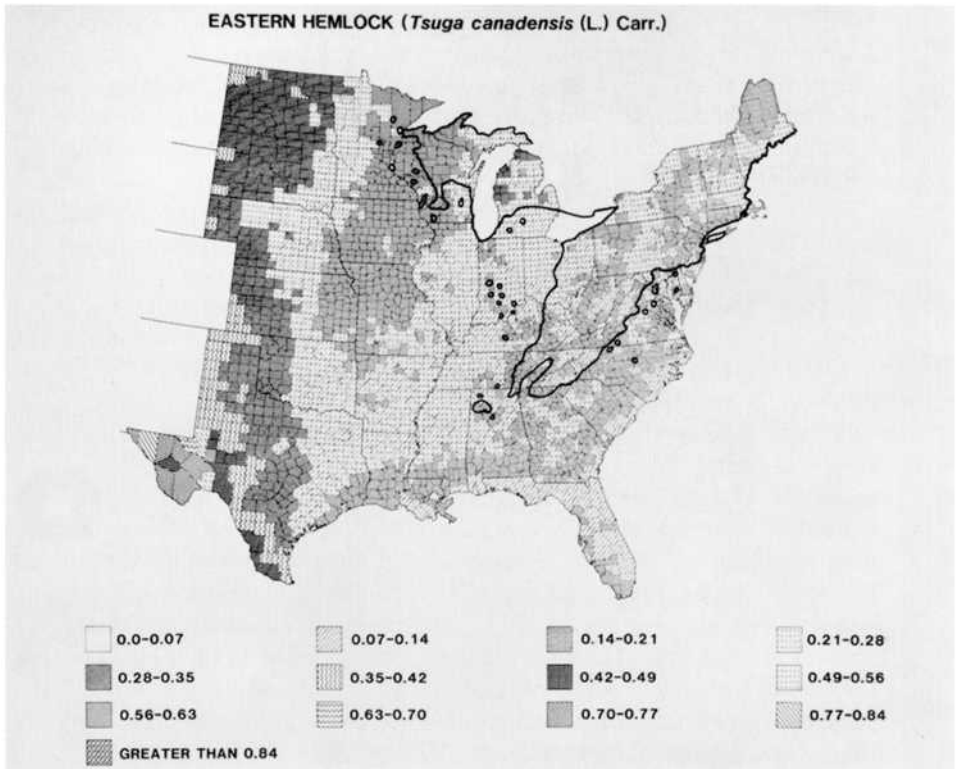 EASTERN HEMLOCK (Tsuga canadensis (L.) Carr.)
0.0–0.07 0.07–0.14 0.14–0.21 0.21–0.28
0.28–0.35 0.35–0.42 0.42–0.49 0.49–0.56
0.56–0.63 0.63–0.70 0.70–0.77 0.77–0.84
GREATER THAN 0.84